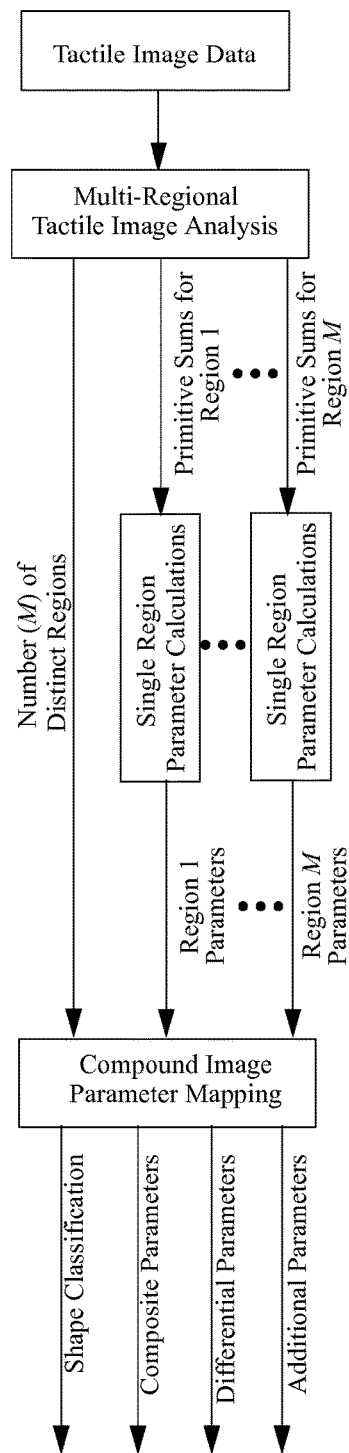 Tactile Image Data
Multi-Regional
Tactile Image Analysis
Number (M) of
Distinct Regions
Primitive Sums for
Region 1
Primitive Sums for
Region M
Single Region
Parameter Calculations
Single Region
Parameter Calculations
Region 1
Parameters
Region M
Parameters
Compound Image
Parameter Mapping
Shape Classification
Composite Parameters
Differential Parameters
Additional Parameters